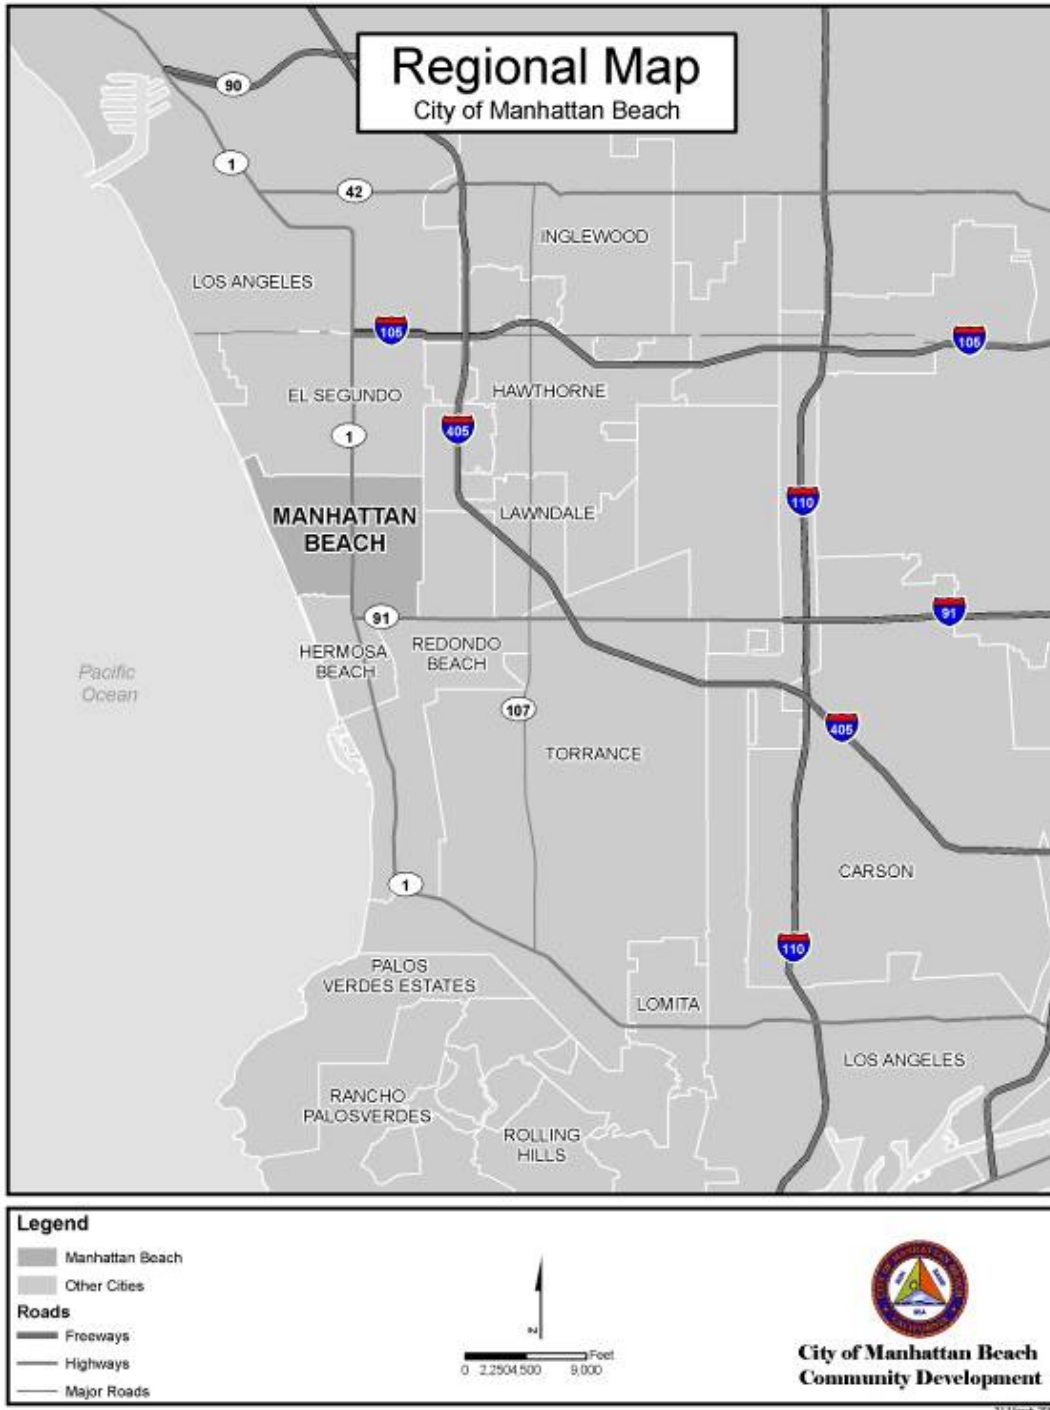 Regional Map
City of Manhattan Beach
90
1
42
INGLEWOOD
LOS ANGELES
105
105
EL SEGUNDO
HAWTHORNE
1
405
110
MANHATTAN
BEACH
LAWNDALE
91
91
HERMOSA
BEACH
REDONDO
BEACH
Pacific
Ocean
107
405
TORRANCE
CARSON
1
110
PALOS
VERDES ESTATES
LOMITA
LOS ANGELES
RANCHO
PALOSVERDES
ROLLING
HILLS
Legend
Manhattan Beach
Other Cities
Roads
Freeways
Highways
Major Roads
N
Feet
0 2,2504,500 9,000
City of Manhattan Beach
Community Development